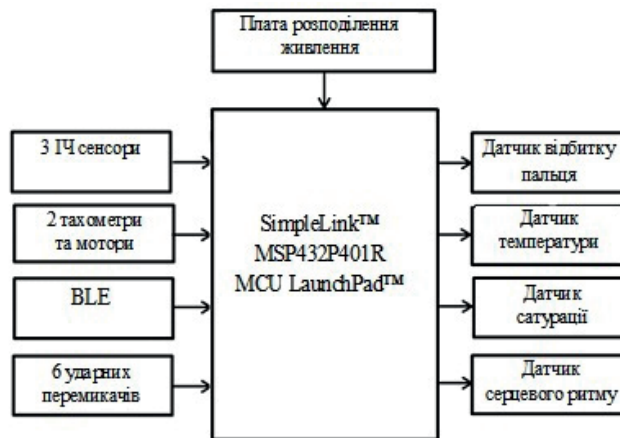 Плата розподілення
живлення
3 ІЧ сенсори
2 тахометри
та мотори
BLE
6 ударних
перемикачів
SimpleLink™
MSP432P401R
MCU LaunchPad™
Датчик відбитку
пальця
Датчик
температури
Датчик
сатурації
Датчик
серцевого ритму